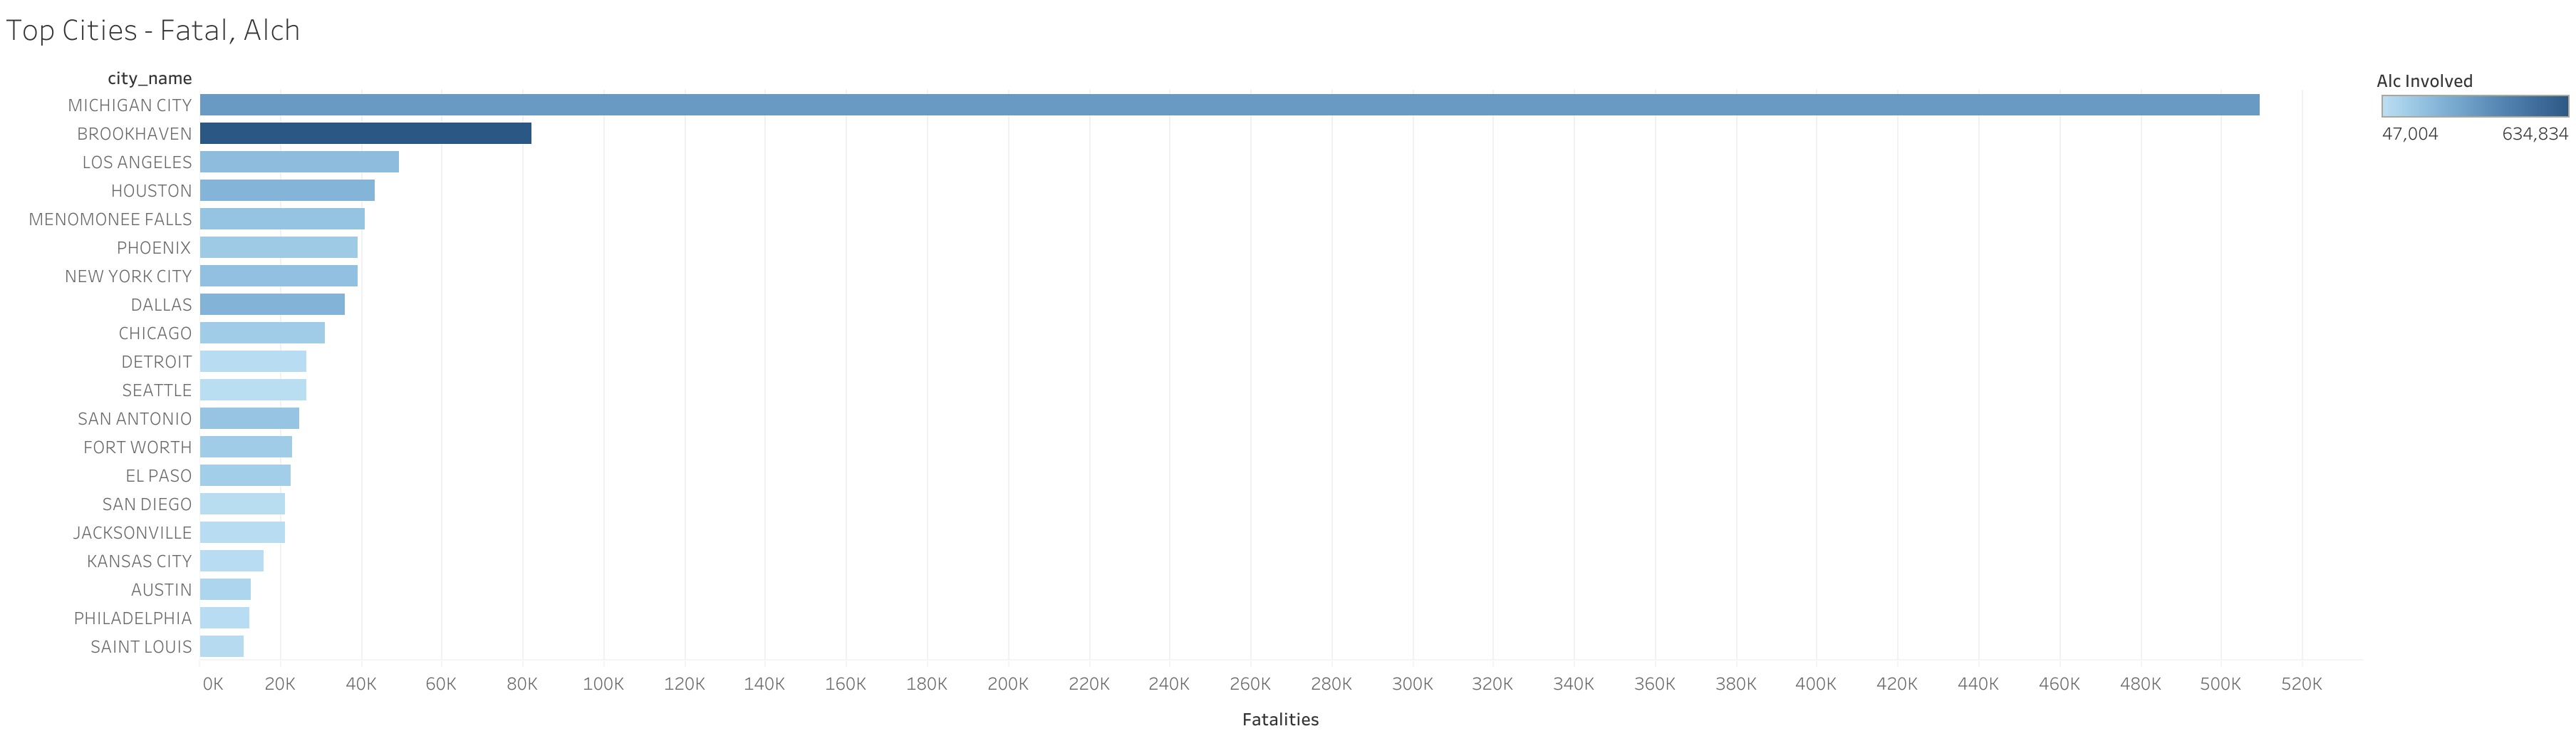 Top Cities - Fatal, Alch
city_name
Alc Involved
47,004 634,834
MICHIGAN CITY
BROOKHAVEN
LOS ANGELES
HOUSTON
MENOMONEE FALLS
PHOENIX
NEW YORK CITY
DALLAS
CHICAGO
DETROIT
SEATTLE
SAN ANTONIO
FORT WORTH
EL PASO
SAN DIEGO
JACKSONVILLE
KANSAS CITY
AUSTIN
PHILADELPHIA
SAINT LOUIS
0K 20K 40K 60K 80K 100K 120K 140K 160K 180K 200K 220K 240K 260K 280K 300K 320K 340K 360K 380K 400K 420K 440K 460K 480K 500K 520K
Fatalities